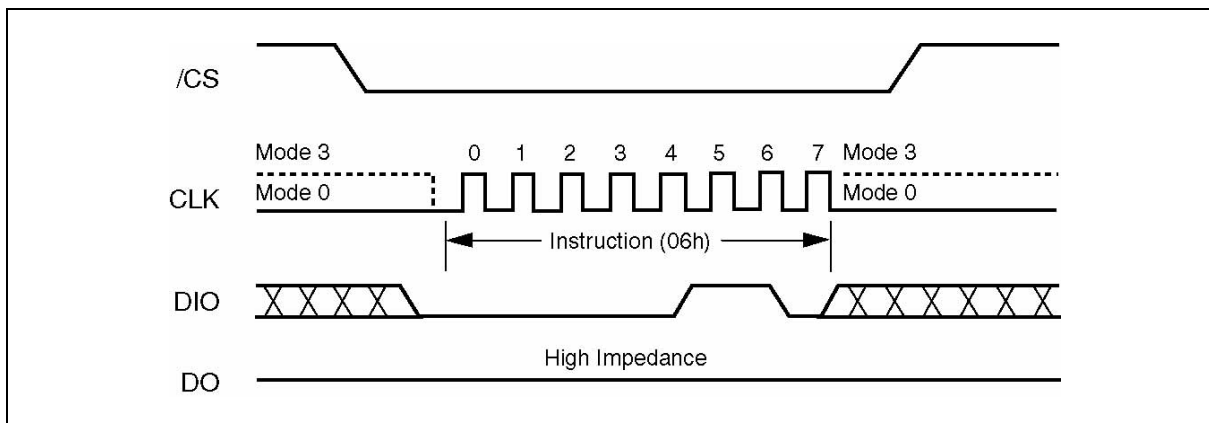 /CS
Mode 3 0 1 2 3 4 5 6 7 Mode 3
CLK Mode 0 Mode 0
Instruction (06h)
DIO
High Impedance
DO